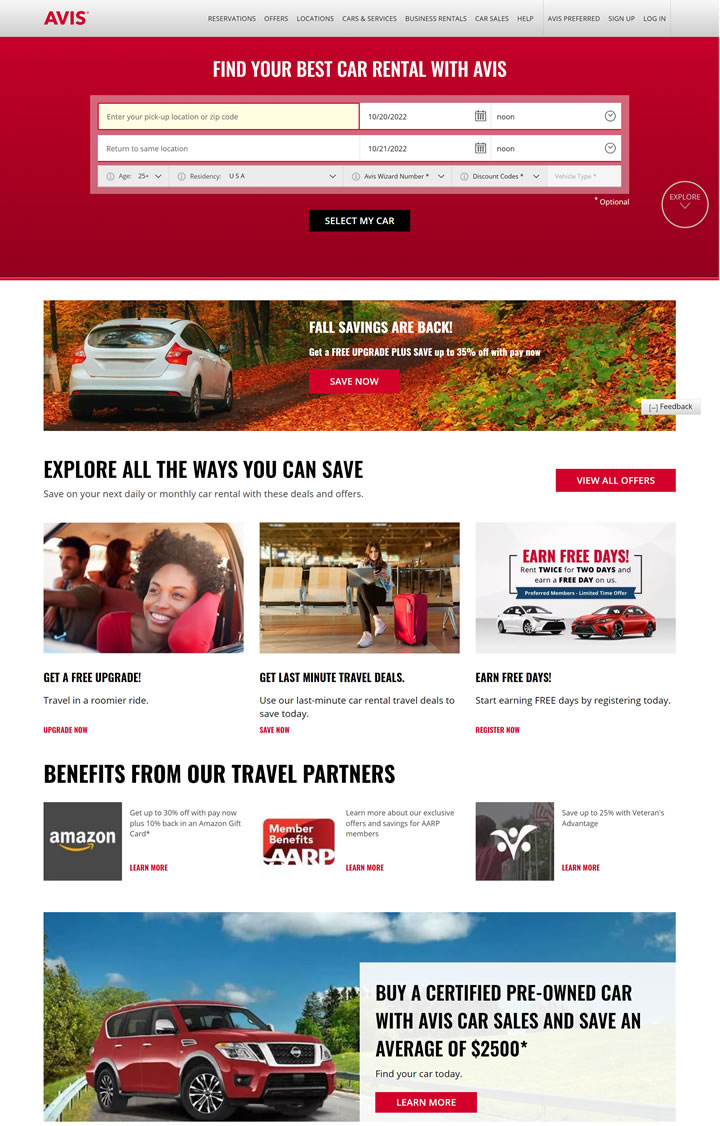 AVIS
RESERVATIONS OFFERS LOCATIONS CARS & SERVICES BUSINESS RENTALS CAR SALES HELP AVIS PREFERRED SIGN UP LOG IN
FIND YOUR BEST CAR RENTAL WITH AVIS
Enter your pick-up location or zip code 10/20/2022 noon
Return to same location 10/21/2022 noon
Age: 25+ Residency: U S A Avis Wizard Number * Discount Codes * Vehicle Type *
* Optional
EXPLORE
SELECT MY CAR
FALL SAVINGS ARE BACK!
Get a FREE UPGRADE PLUS SAVE up to 35% off with pay now
SAVE NOW
[–] Feedback
EXPLORE ALL THE WAYS YOU CAN SAVE
Save on your next daily or monthly car rental with these deals and offers.
VIEW ALL OFFERS
EARN FREE DAYS!
Rent TWICE for TWO DAYS and
earn a FREE DAY on us.
Preferred Members - Limited Time Offer
GET A FREE UPGRADE!
Travel in a roomier ride.
UPGRADE NOW
GET LAST MINUTE TRAVEL DEALS.
Use our last-minute car rental travel deals to
save today.
SAVE NOW
EARN FREE DAYS!
Start earning FREE days by registering today.
REGISTER NOW
BENEFITS FROM OUR TRAVEL PARTNERS
amazon
Get up to 30% off with pay now
plus 10% back in an Amazon Gift
Card*
LEARN MORE
Member
Benefits
AARP
Learn more about our exclusive
offers and savings for AARP
members
LEARN MORE
Save up to 25% with Veteran's
Advantage
LEARN MORE
BUY A CERTIFIED PRE-OWNED CAR
WITH AVIS CAR SALES AND SAVE AN
AVERAGE OF $2500*
Find your car today.
LEARN MORE